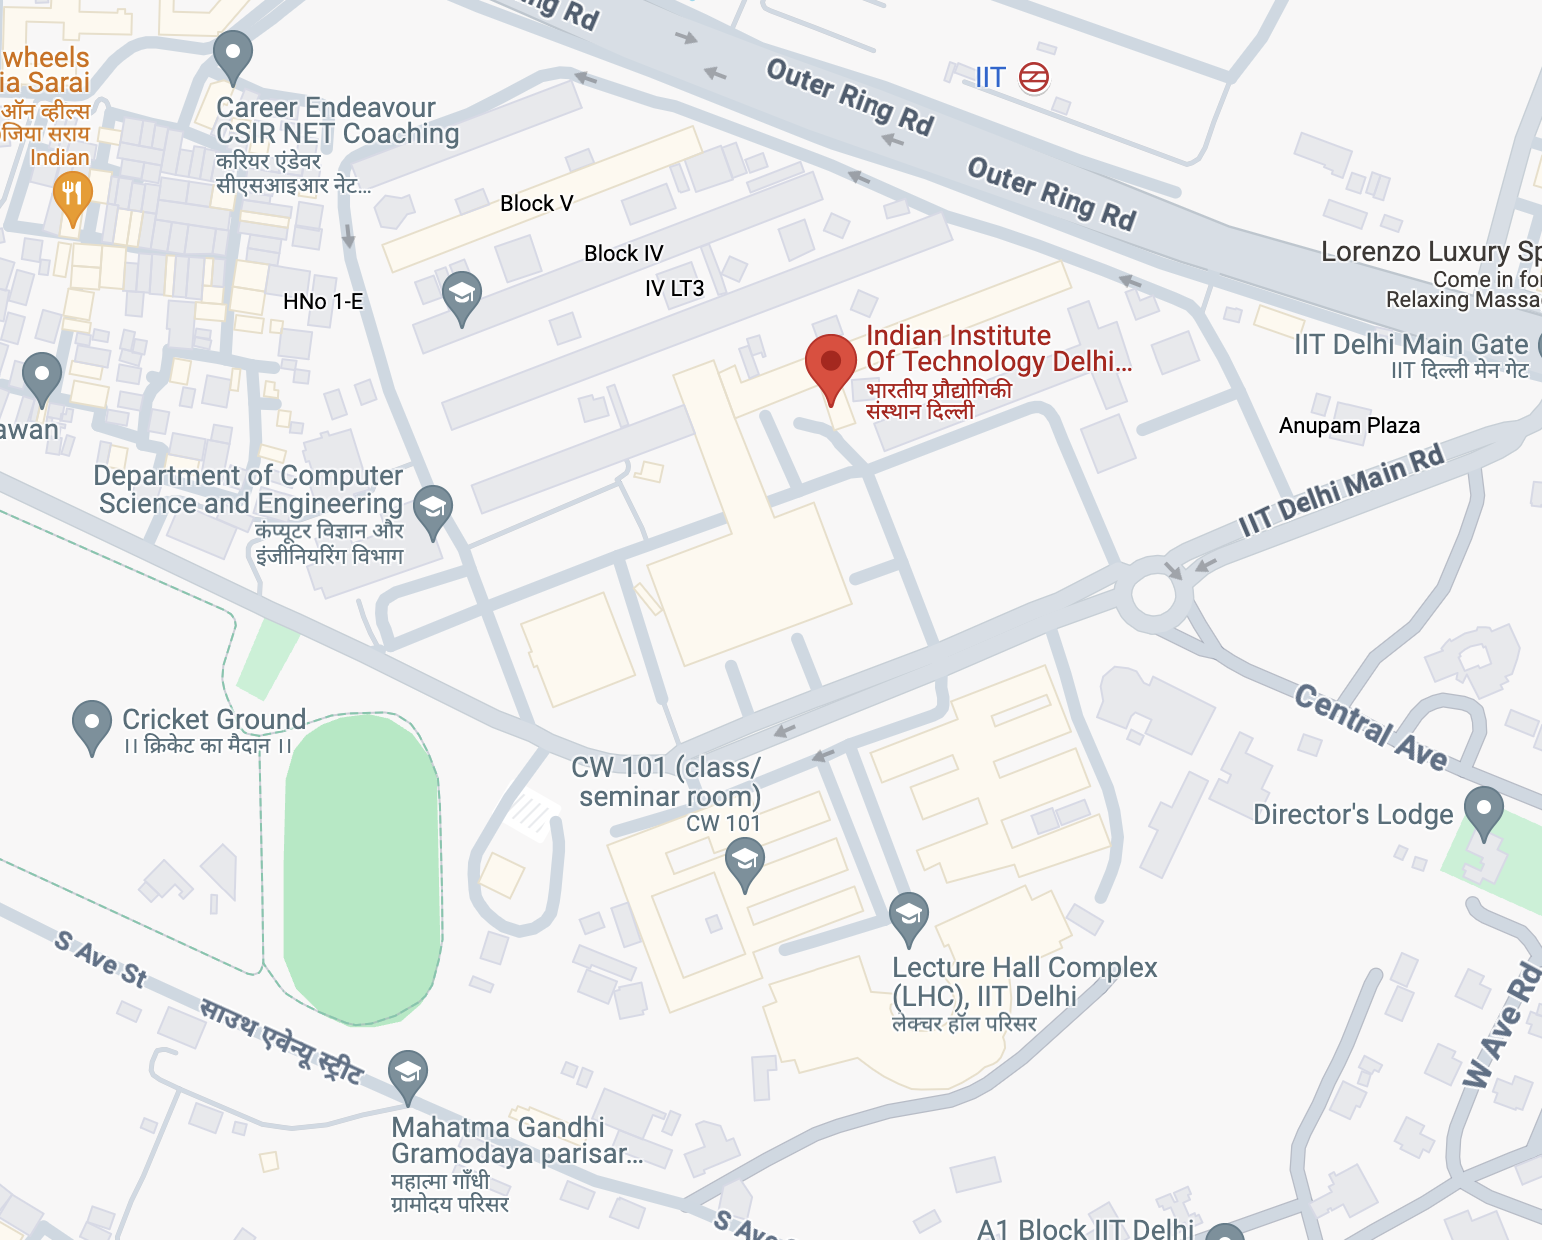 ng Rd
wheels
ia Sarai
ऑन व्हील्स
जिया सराय
Indian
Career Endeavour
CSIR NET Coaching
करियर एंडेवर
सीएसआइआर नेट...
Outer Ring Rd
IIT
Outer Ring Rd
Block V
Block IV
IV LT3
HNo 1-E
Lorenzo Luxury Sp
Come in for
Relaxing Massa
IIT Delhi Main Gate
IIT दिल्ली मेन गेट
Indian Institute
Of Technology Delhi...
भारतीय प्रौद्योगिकी
संस्थान दिल्ली
awan
Anupam Plaza
IIT Delhi Main Rd
Department of Computer
Science and Engineering
कंप्यूटर विज्ञान और
इंजीनियरिंग विभाग
Cricket Ground
।। क्रिकेट का मैदान ।।
Central Ave
CW 101 (class/
seminar room)
CW 101
Director's Lodge
S Ave St
साउथ एवेन्यू स्ट्रीट
Lecture Hall Complex
(LHC), IIT Delhi
लेक्चर हॉल परिसर
W Ave Rd
Mahatma Gandhi
Gramodaya parisar...
महात्मा गाँधी
ग्रामोदय परिसर
S Ave S
A1 Block IIT Delhi